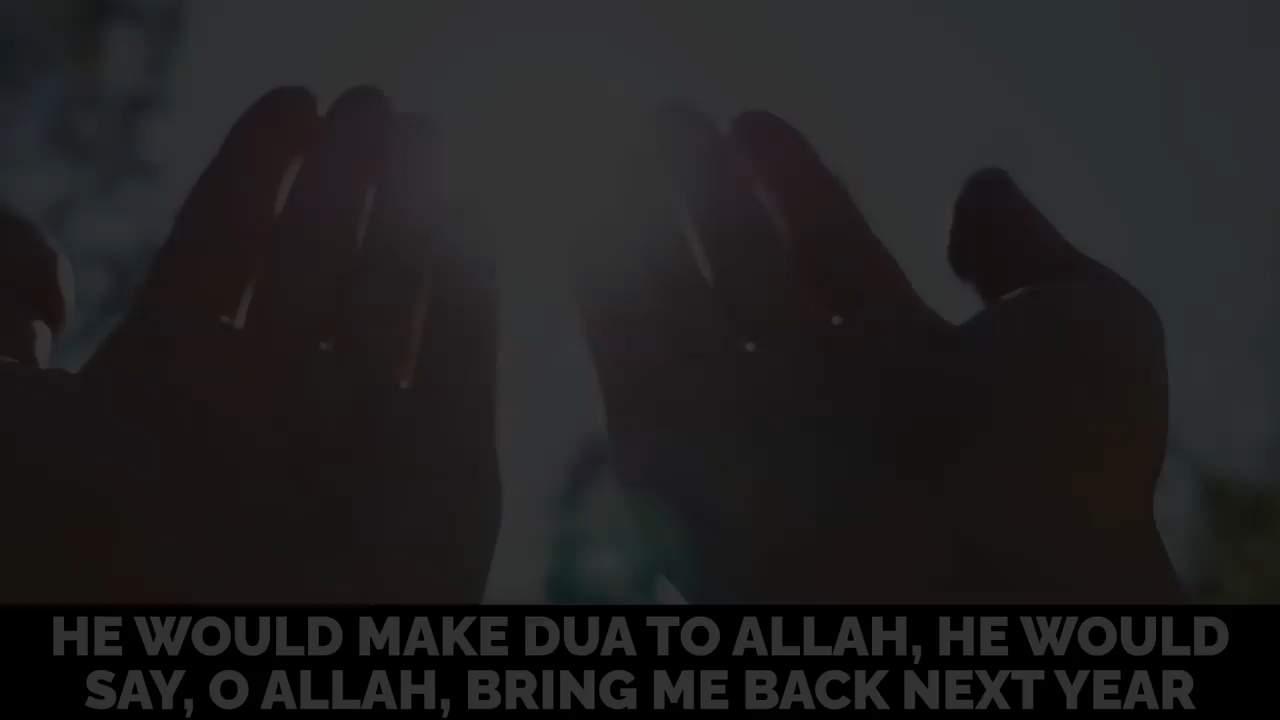 HE WOULD MAKE DUA TO ALLAH, HE WOULD
SAY, O ALLAH, BRING ME BACK NEXT YEAR